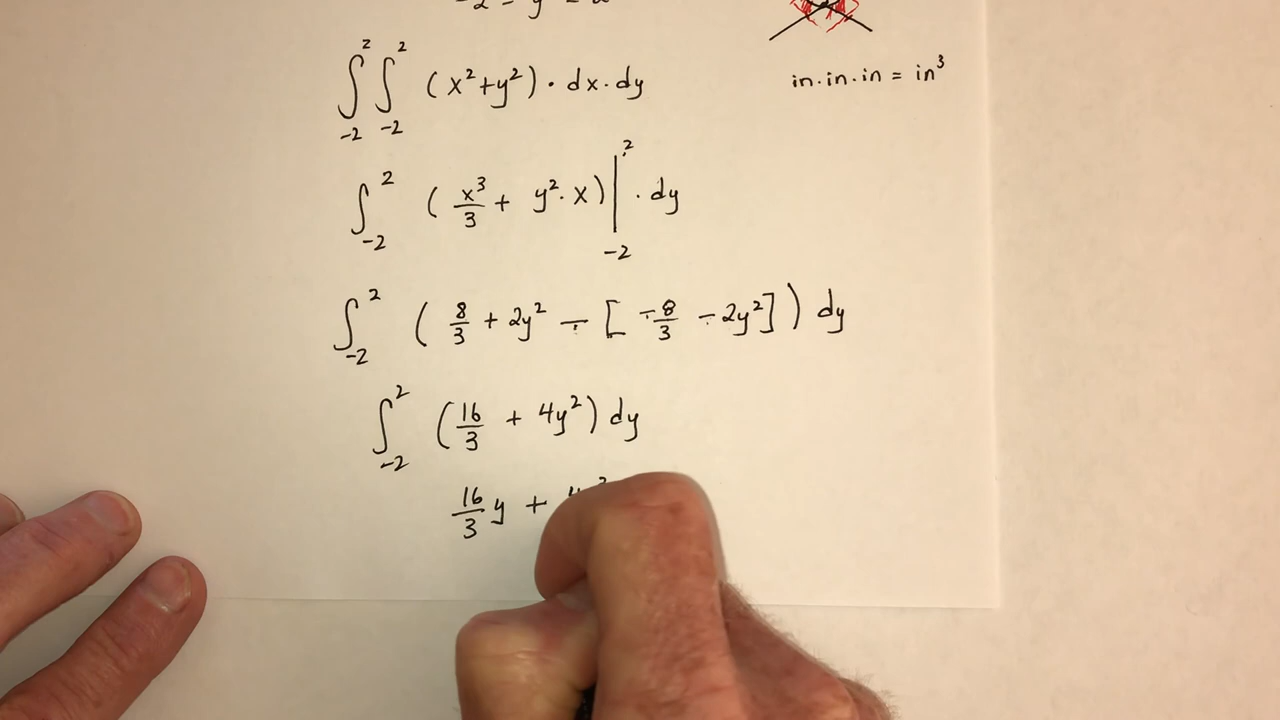 ∫₋₂² ∫₋₂² (x²+y²)·dx·dy
in·in·in = in³
∫₋₂² (x³/3 + y²·x)|₋₂² ·dy
∫₋₂² (8/3 + 2y² − [−8/3 − 2y²]) dy
∫₋₂² (16/3 + 4y²) dy
16/3 y +